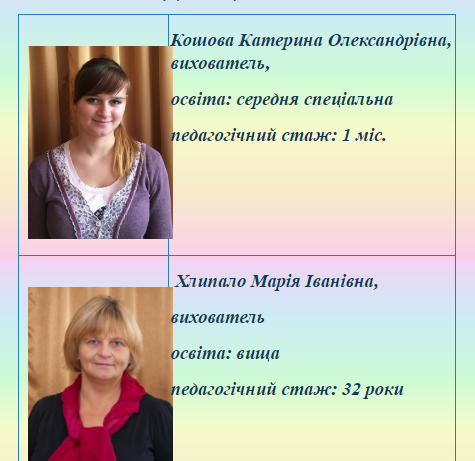 Кошова Катерина Олександрівна,
вихователь,
освіта: середня спеціальна
педагогічний стаж: 1 міс.
Хлипало Марія Іванівна,
вихователь
освіта: вища
педагогічний стаж: 32 роки